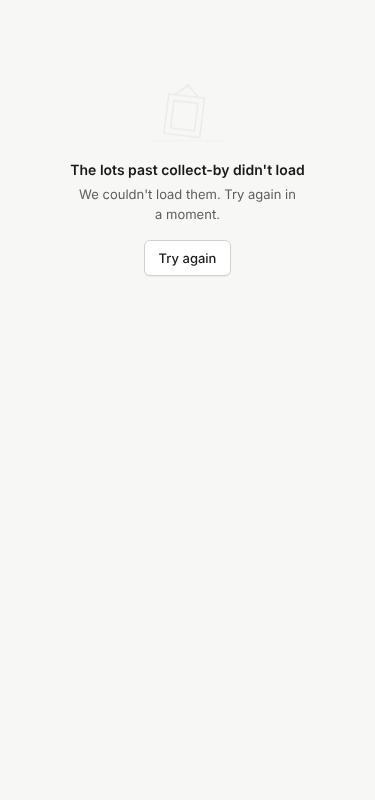 The lots past collect-by didn't load
We couldn't load them. Try again in
a moment.
Try again